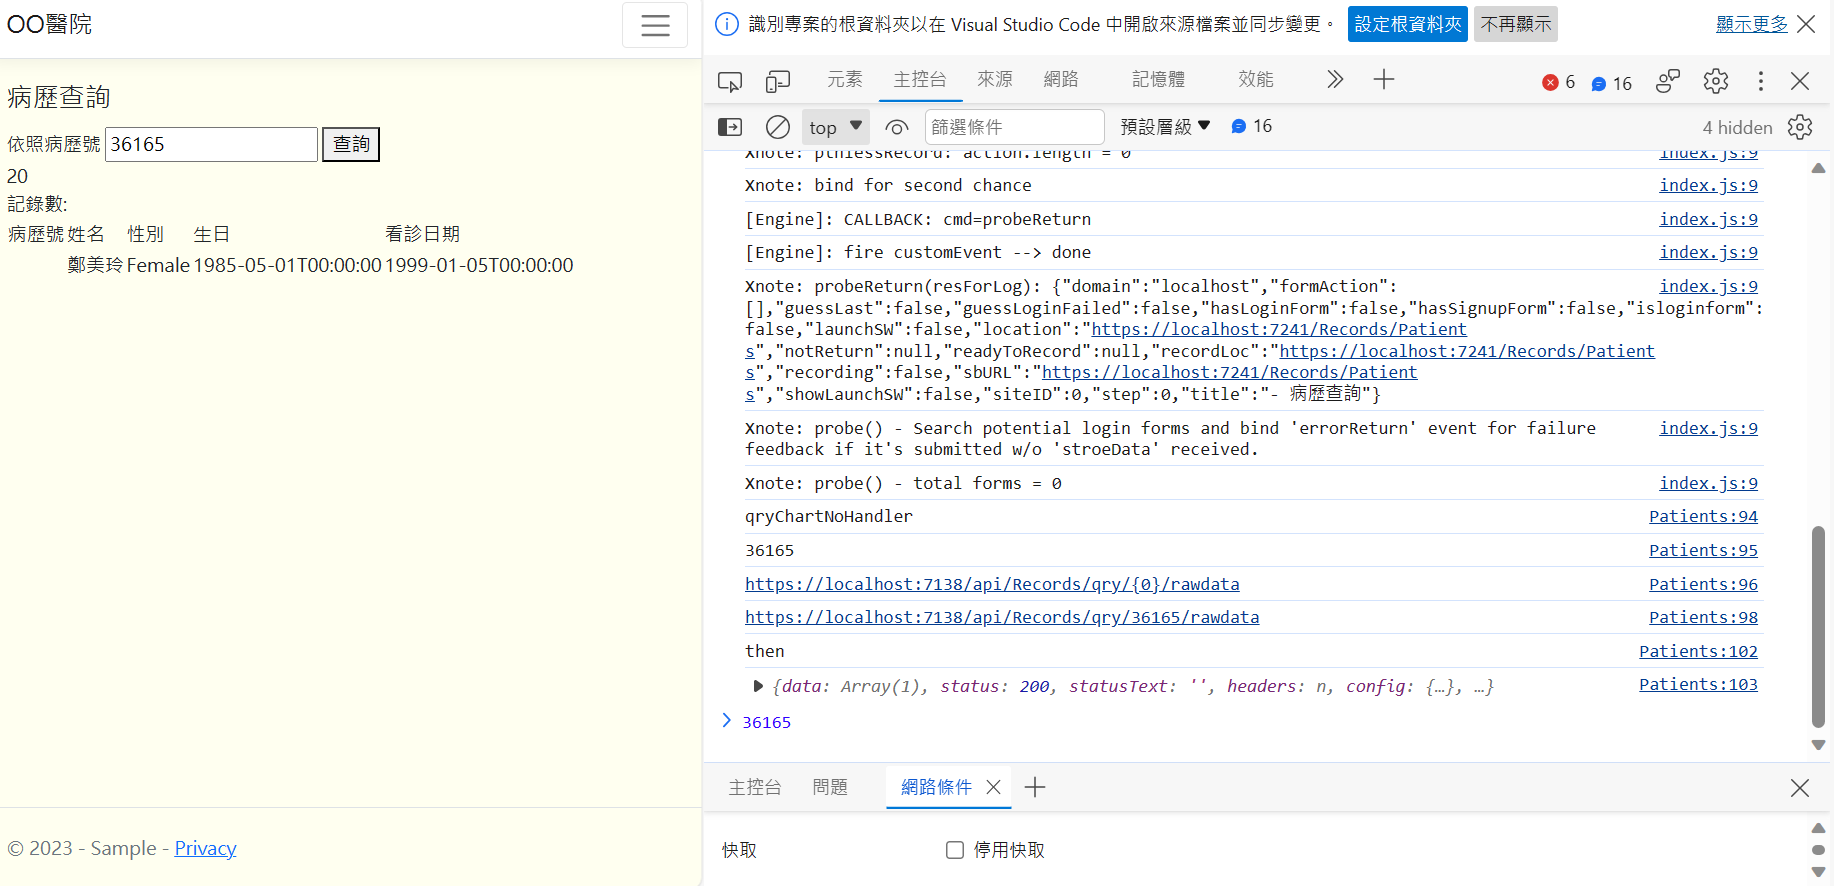 OO醫院
病歷查詢
依照病歷號 36165 查詢
20
記錄數:
病歷號 姓名 性別 生日 看診日期
鄭美玲 Female 1985-05-01T00:00:00 1999-01-05T00:00:00
© 2023 - Sample - Privacy
識別專案的根資料夾以在 Visual Studio Code 中開啟來源檔案並同步變更。 設定根資料夾 不再顯示 顯示更多
元素 主控台 來源 網路 記憶體 效能 6 16
top 篩選條件 預設層級 16 4 hidden
Xnote: pthlessRecord: action.length = 0 index.js:9
Xnote: bind for second chance index.js:9
[Engine]: CALLBACK: cmd=probeReturn index.js:9
[Engine]: fire customEvent --> done index.js:9
Xnote: probeReturn(resForLog): {"domain":"localhost","formAction": index.js:9
[],"guessLast":false,"guessLoginFailed":false,"hasLoginForm":false,"hasSignupForm":false,"isloginform":
false,"launchSW":false,"location":"https://localhost:7241/Records/Patient
s","notReturn":null,"readyToRecord":null,"recordLoc":"https://localhost:7241/Records/Patient
s","recording":false,"sbURL":"https://localhost:7241/Records/Patient
s","showLaunchSW":false,"siteID":0,"step":0,"title":"- 病歷查詢"}
Xnote: probe() - Search potential login forms and bind 'errorReturn' event for failure index.js:9
feedback if it's submitted w/o 'stroeData' received.
Xnote: probe() - total forms = 0 index.js:9
qryChartNoHandler Patients:94
36165 Patients:95
https://localhost:7138/api/Records/qry/{0}/rawdata Patients:96
https://localhost:7138/api/Records/qry/36165/rawdata Patients:98
then Patients:102
{data: Array(1), status: 200, statusText: '', headers: n, config: {…}, …} Patients:103
36165
主控台 問題 網路條件
快取 停用快取